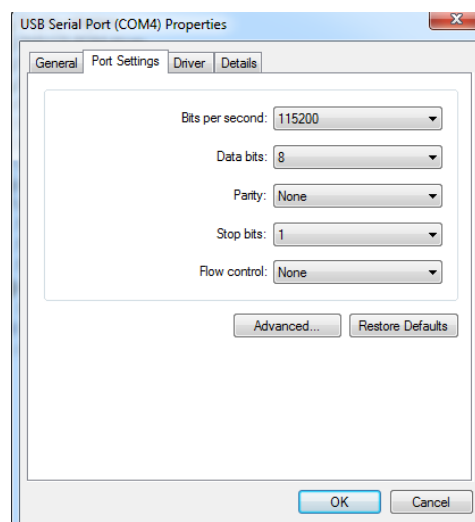 USB Serial Port (COM4) Properties
General Port Settings Driver Details
Bits per second: 115200
Data bits: 8
Parity: None
Stop bits: 1
Flow control: None
Advanced... Restore Defaults
OK Cancel